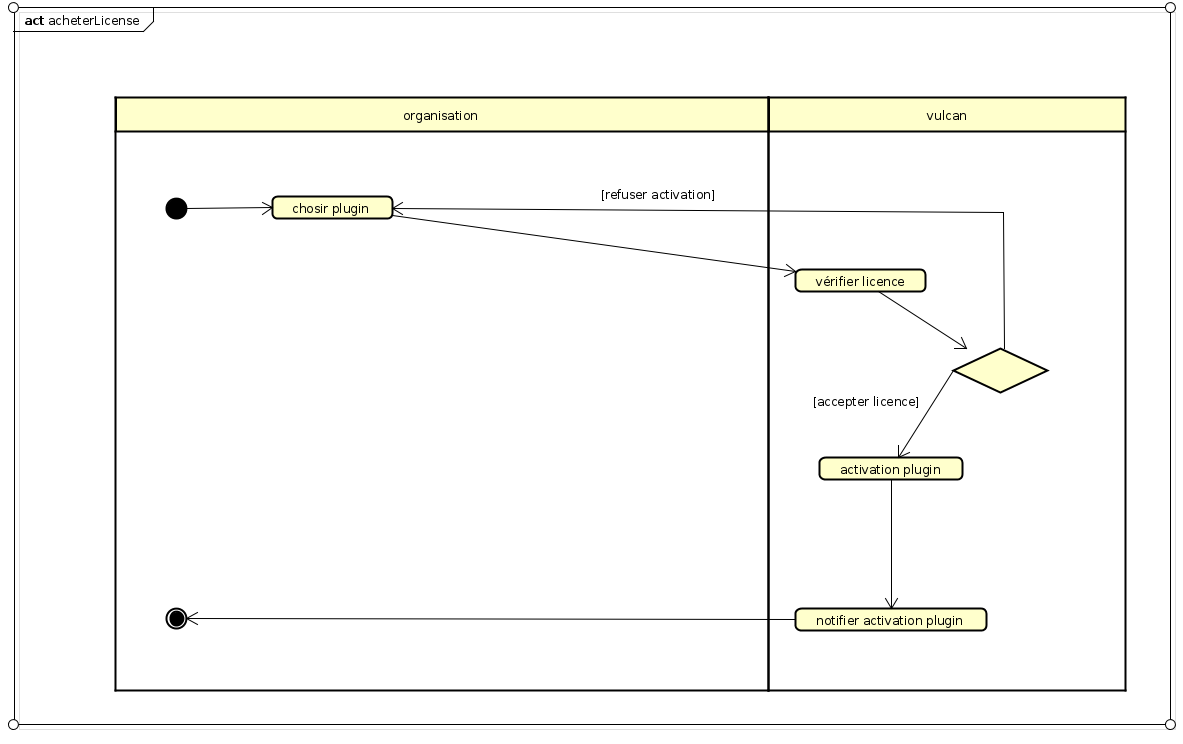 act acheterLicense
organisation
vulcan
[refuser activation]
chosir plugin
vérifier licence
[accepter licence]
activation plugin
notifier activation plugin